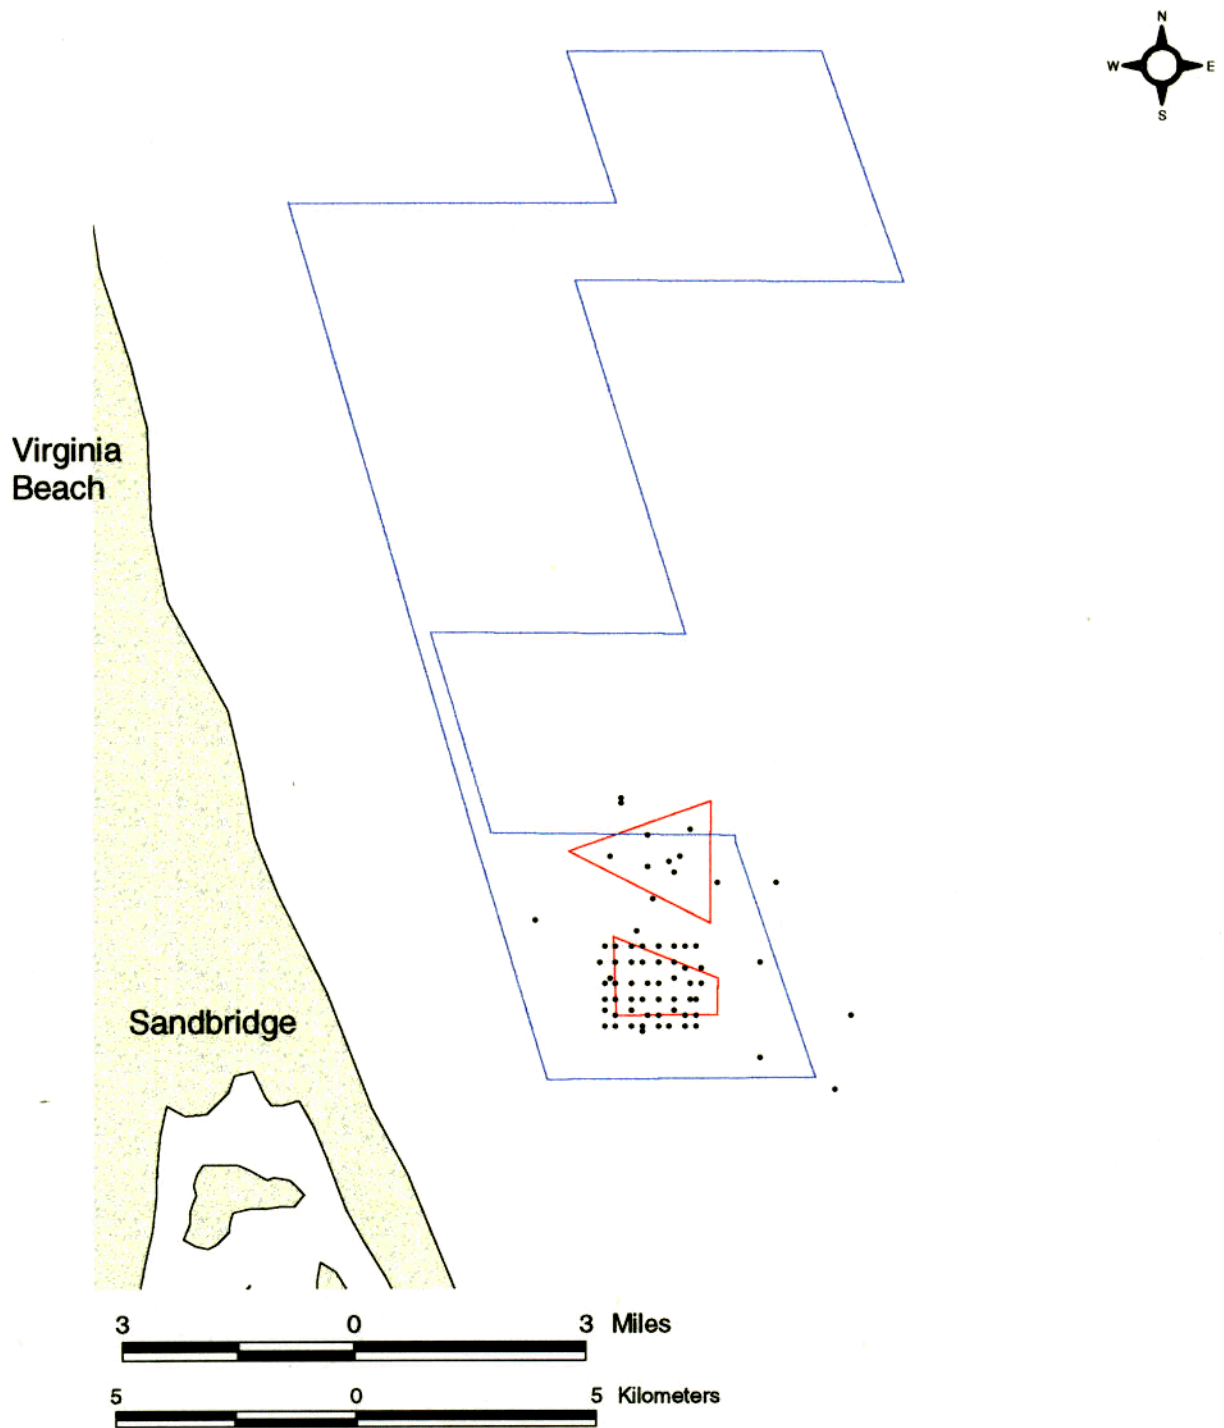 N
W E
S
Virginia
Beach
Sandbridge
3 0 3 Miles
5 0 5 Kilometers